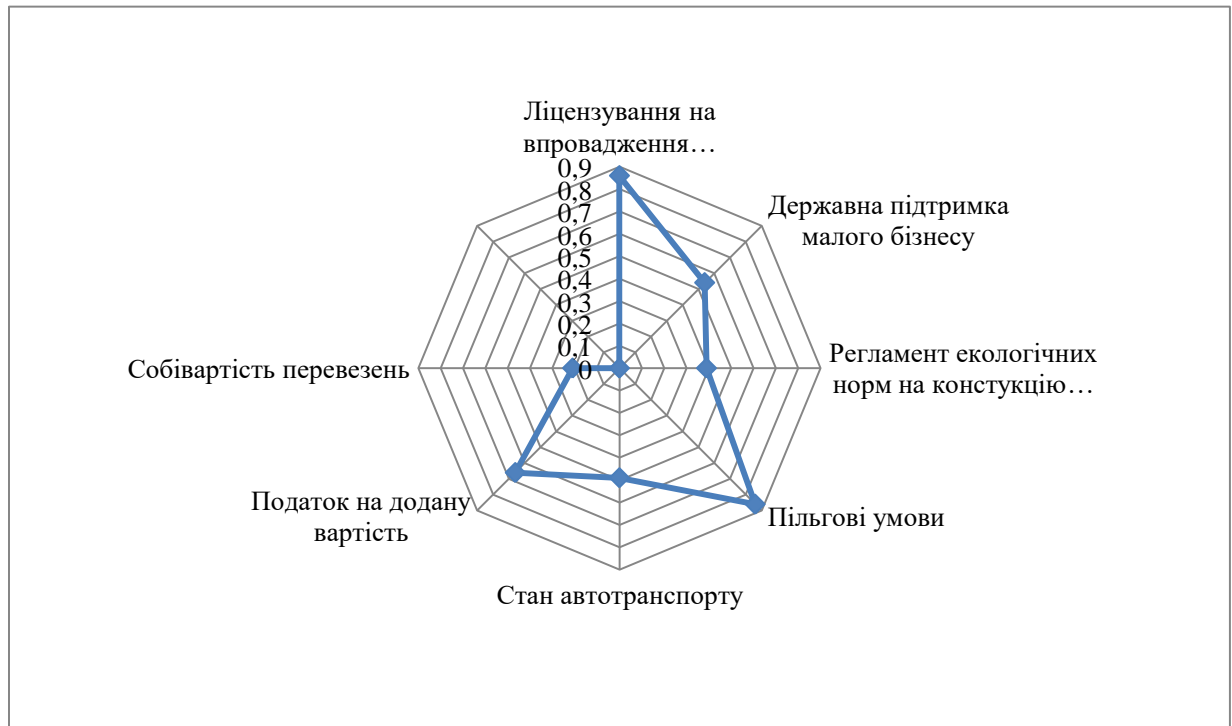 Ліцензування на
впровадження…
0,9
0,8
0,7
0,6
0,5
0,4
0,3
0,2
0,1
0
Державна підтримка
малого бізнесу
Регламент екологічних
норм на констукцію…
Пільгові умови
Стан автотранспорту
Податок на додану
вартість
Собівартість перевезень